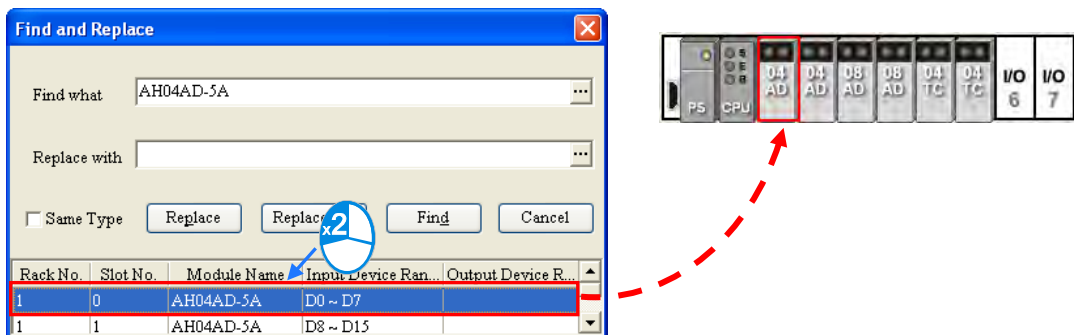 Find and Replace
Find what AH04AD-5A ...
Replace with ...
Same Type Replace Replac Find Cancel
x2
Rack No. Slot No. Module Name Input Device Ran... Output Device R...
1 0 AH04AD-5A D0 ~ D7
1 1 AH04AD-5A D8 ~ D15
PS CPU S E B 04 AD 04 AD 08 AD 08 AD 04 TC 04 TC I/O 6 I/O 7